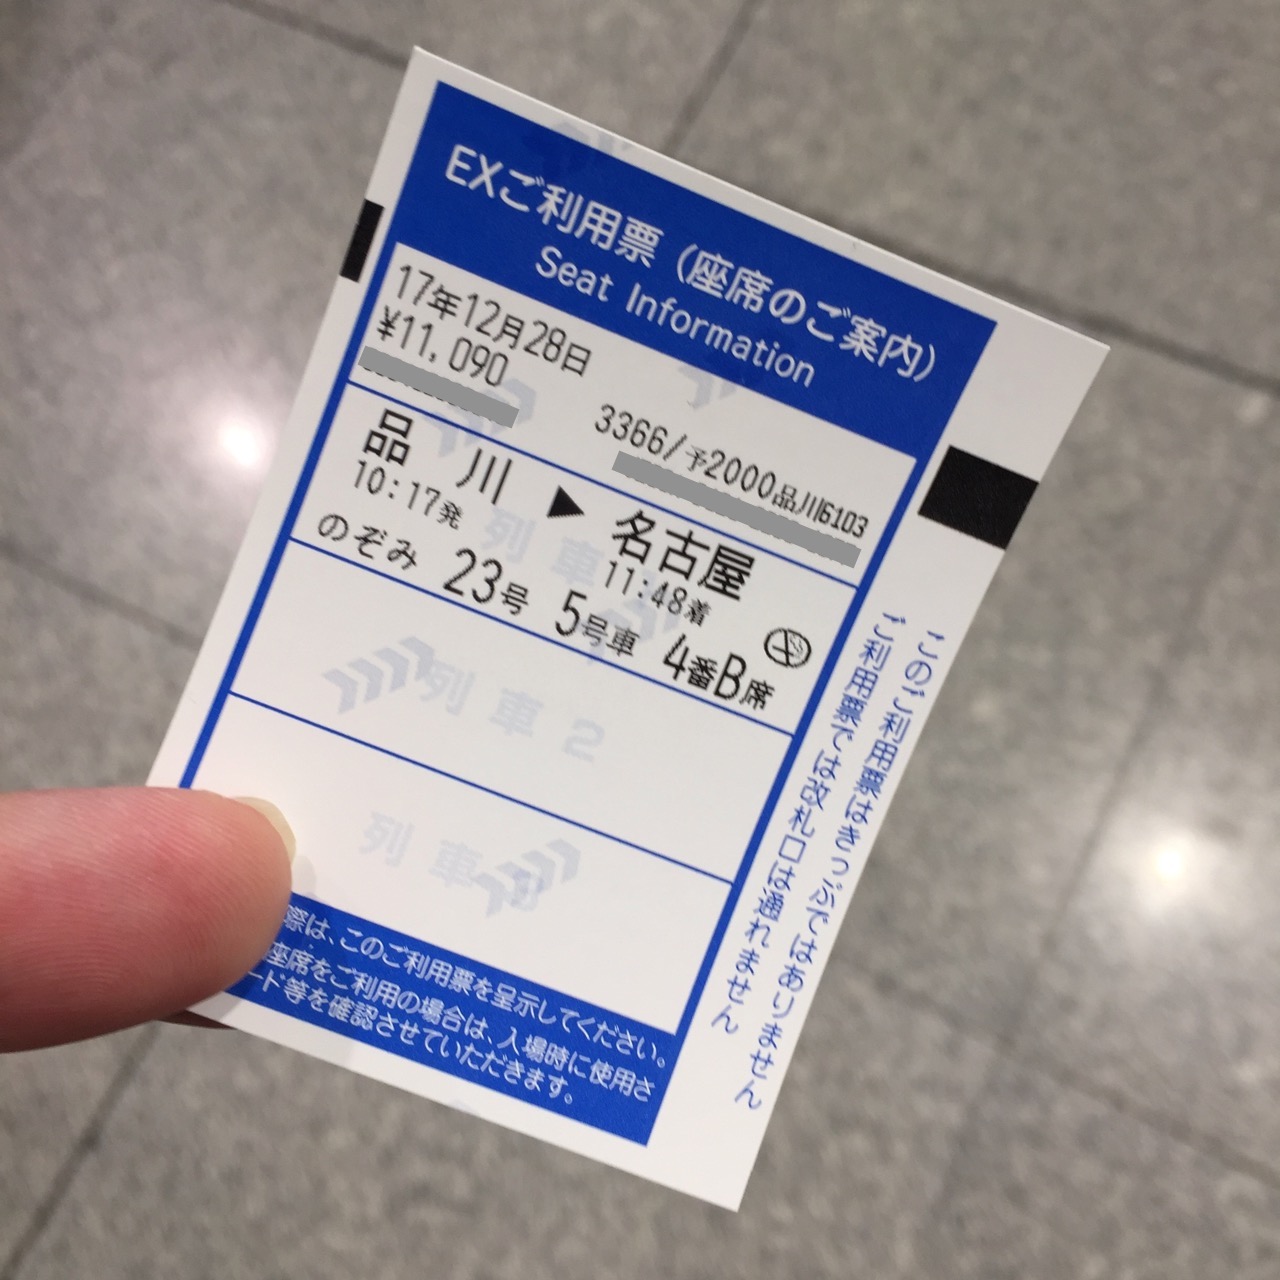 EXご利用票（座席のご案内）
Seat Information
17年12月28日
¥11,090
3366/予2000品川6103
品川▶名古屋
10:17発 11:48着
のぞみ 23号 5号車 4番B席
列車
列車2
列車
際は、このご利用票を呈示してください。
座席をご利用の場合は、入場時に使用さ
ード等を確認させていただきます。
このご利用票はきっぷではありません
ご利用票では改札口は通れません